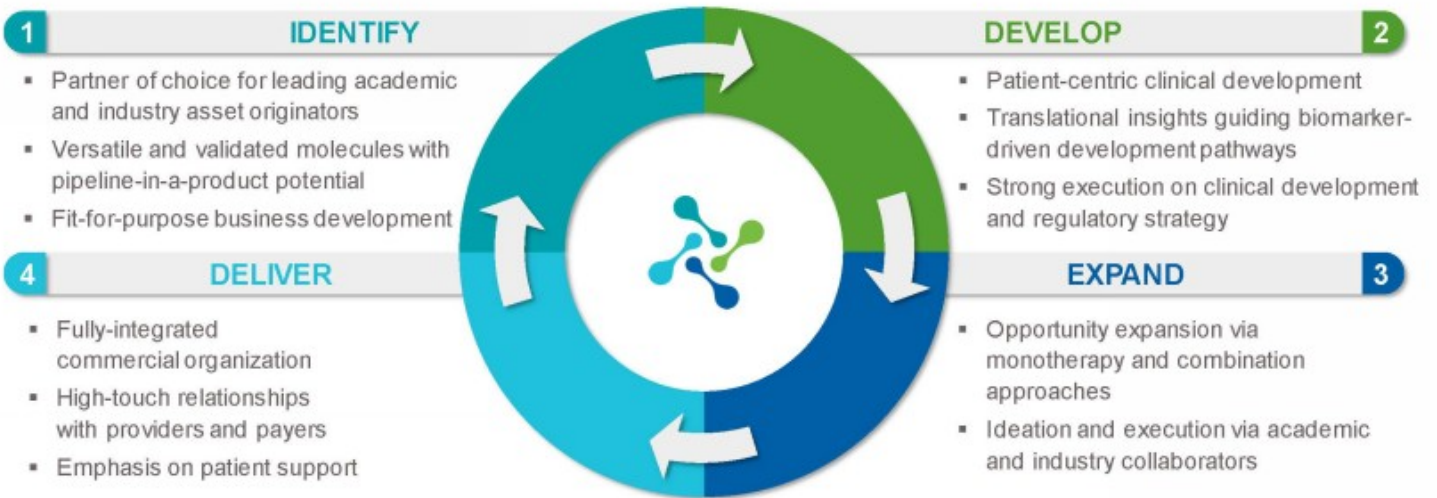 1 IDENTIFY
▪ Partner of choice for leading academic
and industry asset originators
▪ Versatile and validated molecules with
pipeline-in-a-product potential
▪ Fit-for-purpose business development
DEVELOP 2
▪ Patient-centric clinical development
▪ Translational insights guiding biomarker-
driven development pathways
▪ Strong execution on clinical development
and regulatory strategy
EXPAND 3
▪ Opportunity expansion via
monotherapy and combination
approaches
▪ Ideation and execution via academic
and industry collaborators
4 DELIVER
▪ Fully-integrated
commercial organization
▪ High-touch relationships
with providers and payers
▪ Emphasis on patient support